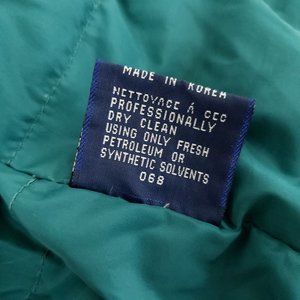 MADE IN KOREA
NETTOYAGE À SEC
PROFESSIONALLY
DRY CLEAN
USING ONLY FRESH
PETROLEUM OR
SYNTHETIC SOLVENTS
068